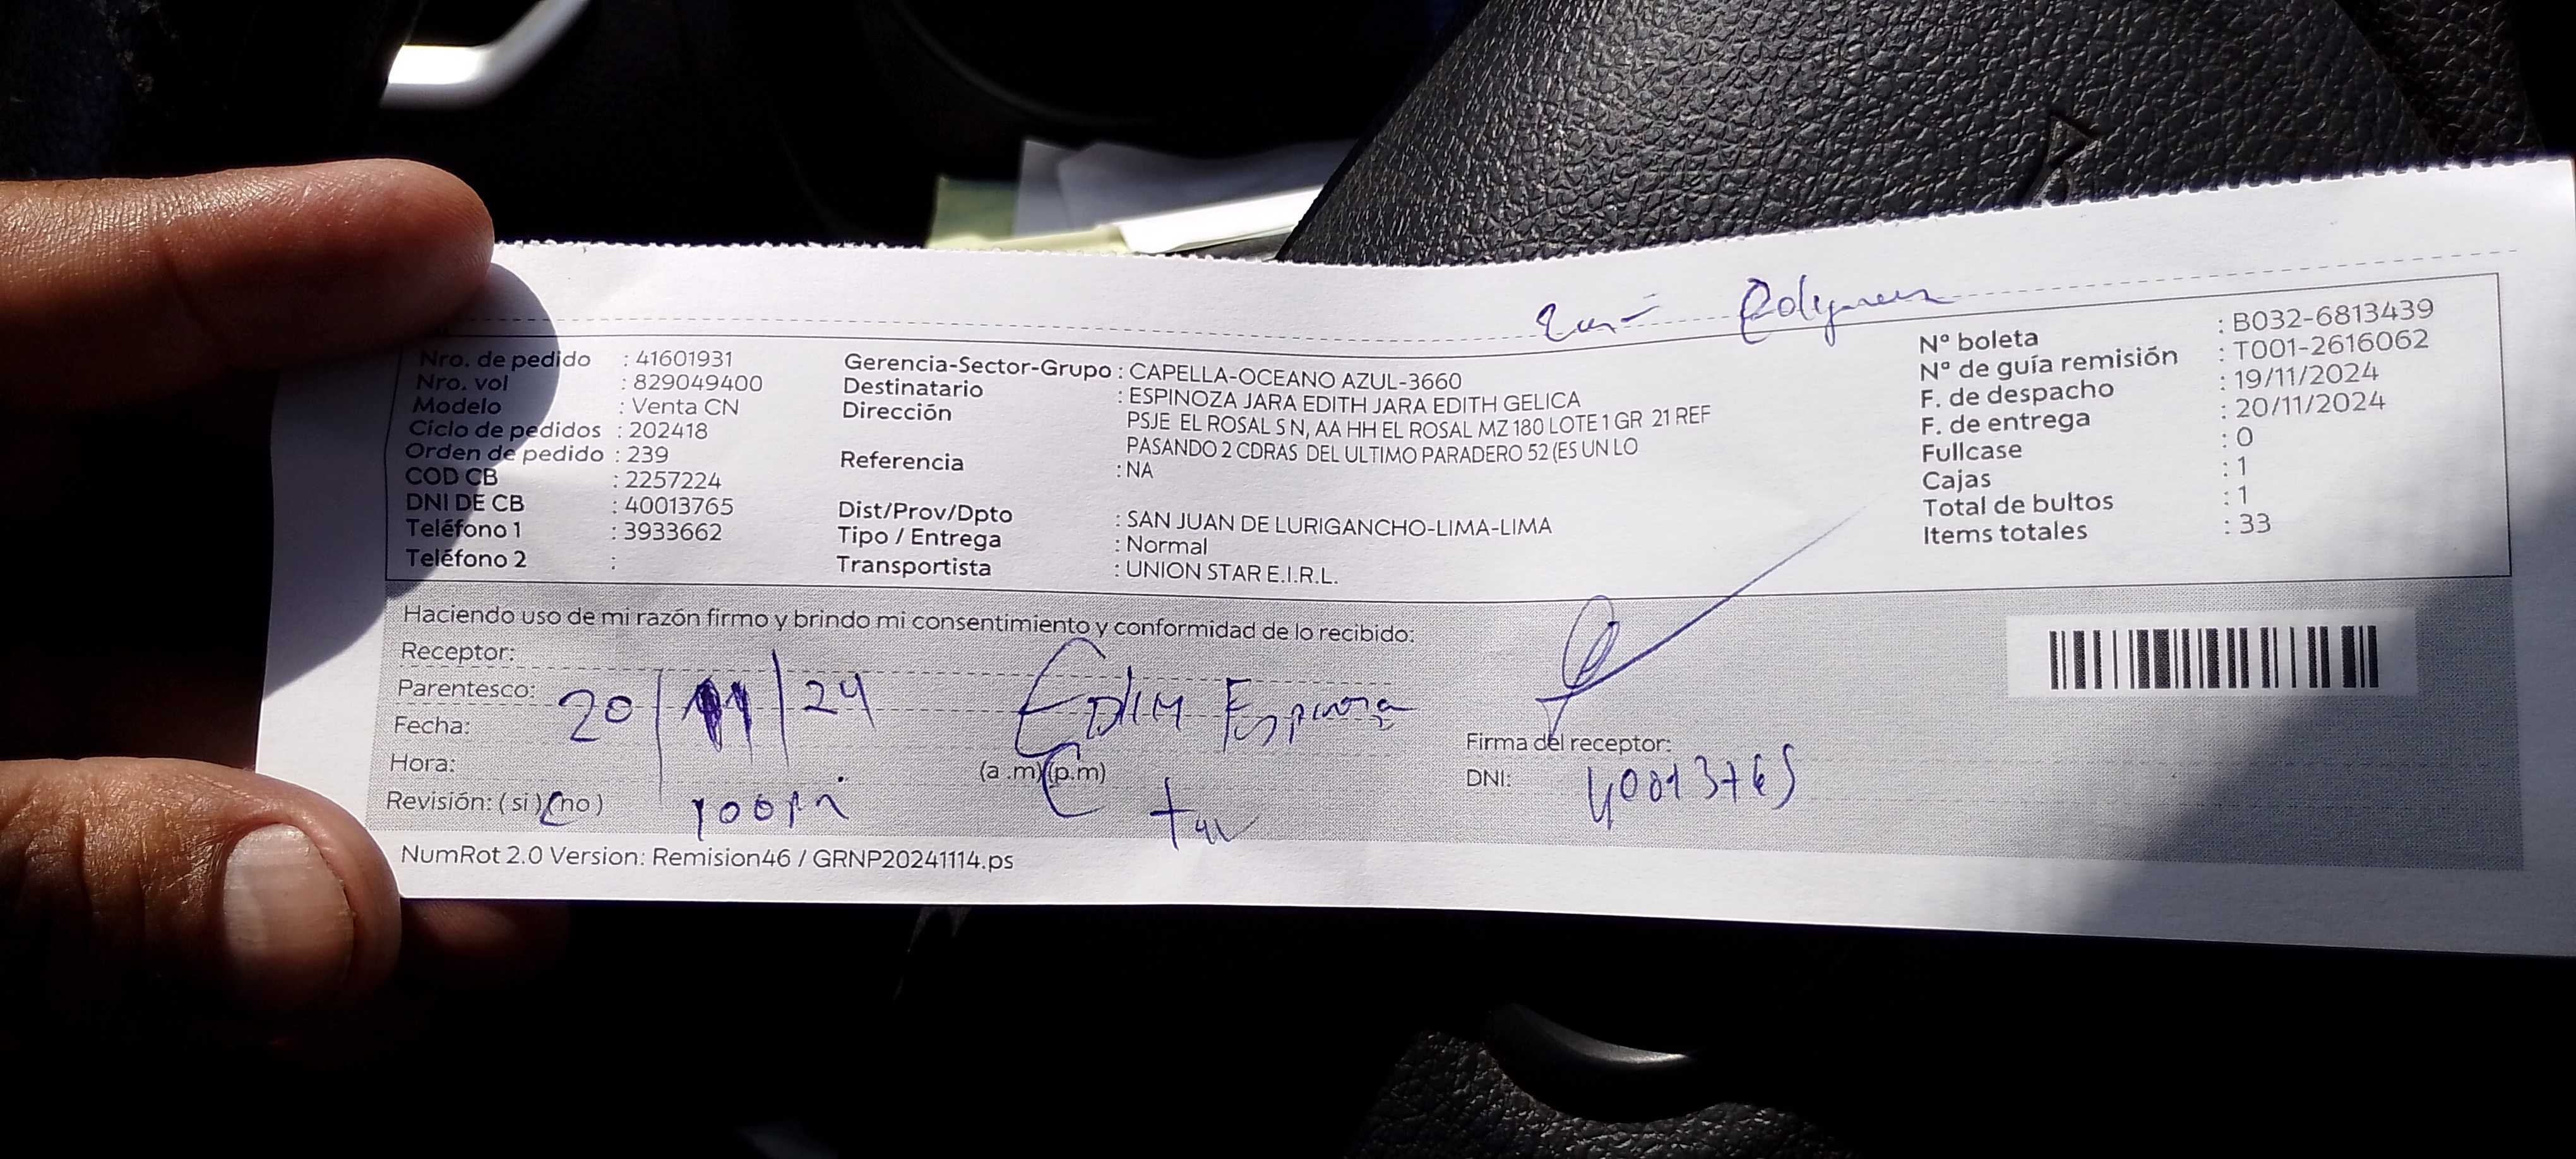 Nro. de pedido : 41601931
Nro. vol : 829049400
Modelo : Venta CN
Ciclo de pedidos : 202418
Orden de pedido : 239
COD CB : 2257224
DNI DE CB : 40013765
Teléfono 1 : 3933662
Teléfono 2 :
Gerencia-Sector-Grupo : CAPELLA-OCEANO AZUL-3660
Destinatario : ESPINOZA JARA EDITH JARA EDITH GELICA
Dirección PSJE EL ROSAL S N, AA HH EL ROSAL MZ 180 LOTE 1 GR 21 REF
PASANDO 2 CDRAS DEL ULTIMO PARADERO 52 (ES UN LO
Referencia : NA
Dist/Prov/Dpto : SAN JUAN DE LURIGANCHO-LIMA-LIMA
Tipo / Entrega : Normal
Transportista : UNION STAR E.I.R.L.
Nº boleta : B032-6813439
Nº de guía remisión : T001-2616062
F. de despacho : 19/11/2024
F. de entrega : 20/11/2024
Fullcase : 0
Cajas : 1
Total de bultos : 1
Items totales : 33
Haciendo uso de mi razón firmo y brindo mi consentimiento y conformidad de lo recibido:
Receptor:
Parentesco:
Fecha: 20/11/24 Espinoza
Hora: (a .m) (p.m)
Revisión: ( si ) ( no )
Firma del receptor:
DNI: 40013765
NumRot 2.0 Version: Remision46 / GRNP20241114.ps